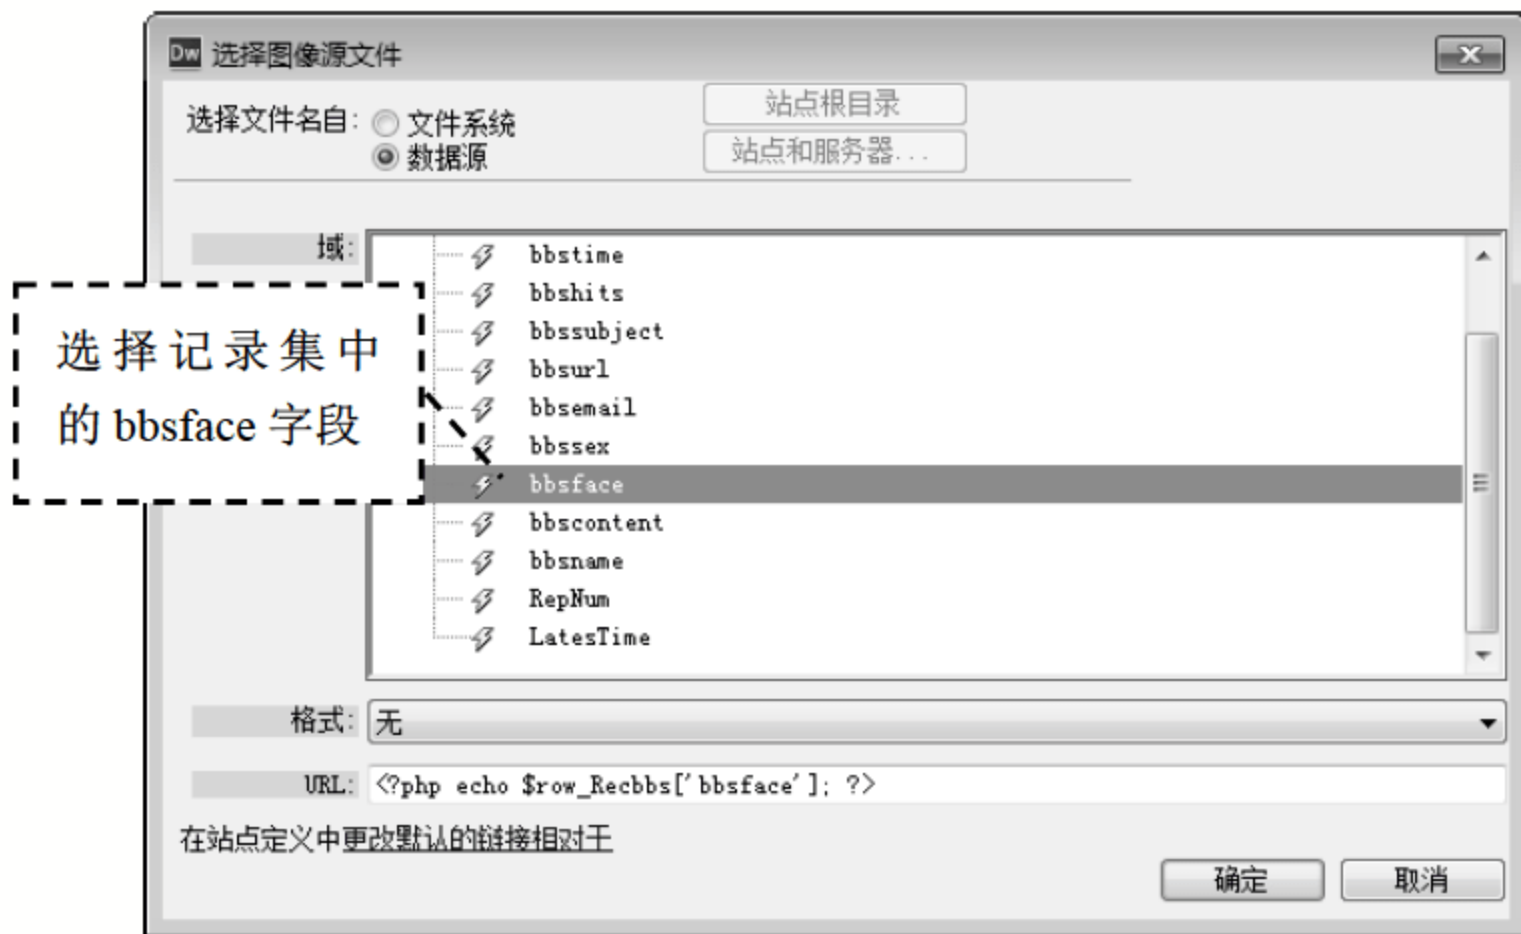 Dw 选择图像源文件
选择文件名自: 文件系统
数据源
站点根目录
站点和服务器...
域:
bbstime
bbshits
bbssubject
bbsurl
bbsemail
bbssex
bbsface
bbscontent
bbsname
RepNum
LatesTime
选择记录集中
的 bbsface 字段
格式: 无
URL: <?php echo $row_Recbbs['bbsface']; ?>
在站点定义中更改默认的链接相对于
确定 取消